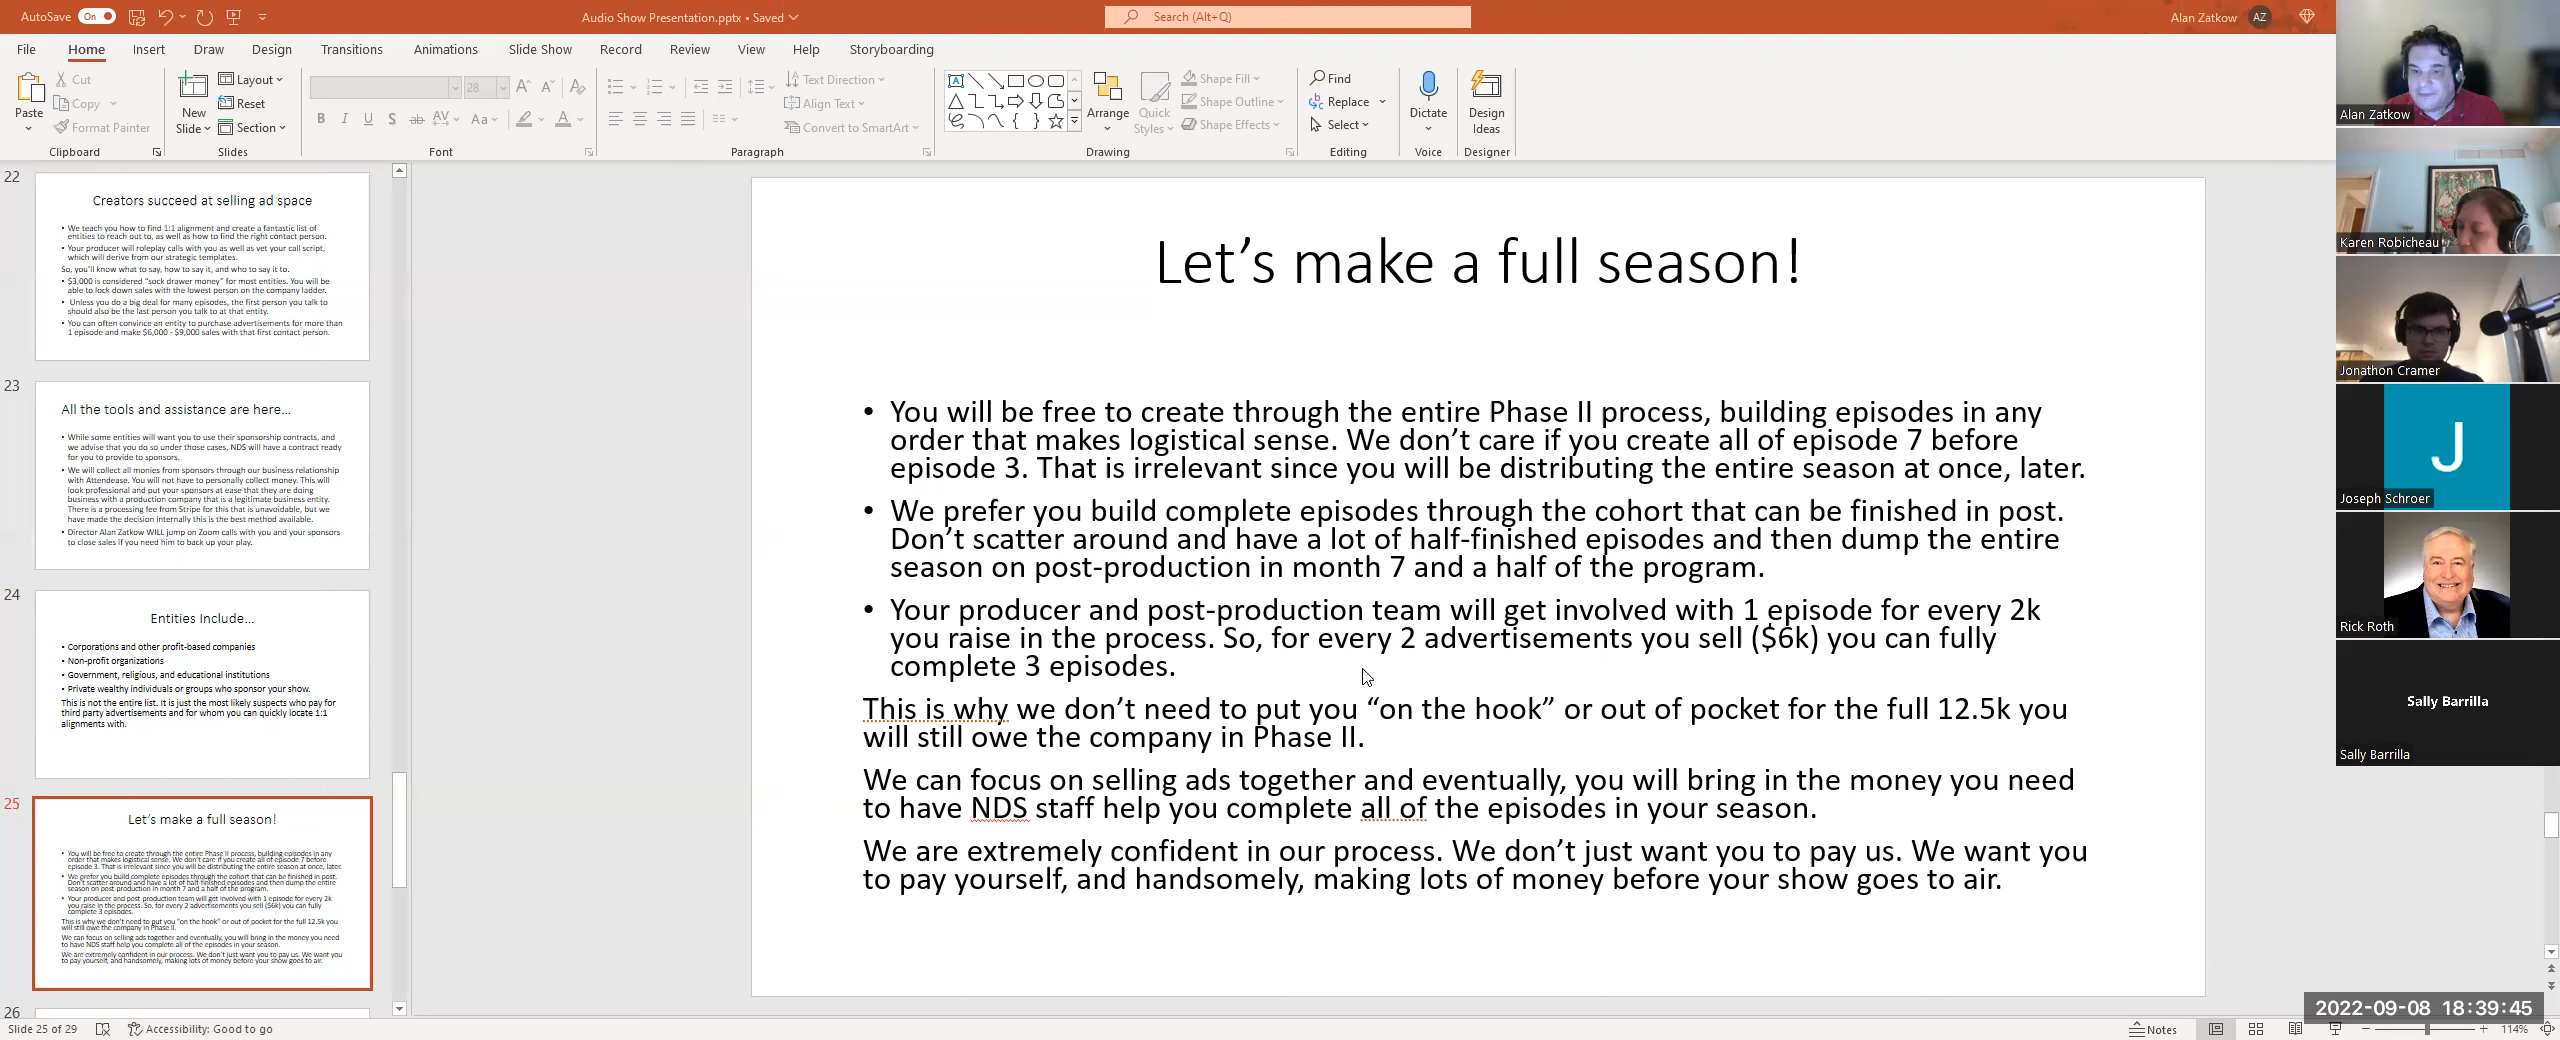 AutoSave On
Audio Show Presentation.pptx • Saved
Search (Alt+Q)
Alan Zatkow AZ
File Home Insert Draw Design Transitions Animations Slide Show Record Review View Help Storyboarding
Paste
Cut
Copy
Format Painter
Clipboard
New Slide
Layout
Reset
Section
Slides
28
B I U S ab AV Aa A
Font
Text Direction
Align Text
Convert to SmartArt
Paragraph
Arrange
Quick Styles
Shape Fill
Shape Outline
Shape Effects
Drawing
Find
Replace
Select
Editing
Dictate
Voice
Design Ideas
Designer
22
Creators succeed at selling ad space
• We teach you how to find 1:1 alignment and create a fantastic list of
entities to reach out to, as well as how to find the right contact person.
• Your producer will roleplay calls with you as well as vet your call script,
which will derive from our strategic templates.
So, you'll know what to say, how to say it, and who to say it to.
• $3,000 is considered "sock drawer money" for most entities. You will be
able to lock down sales with the lowest person on the company ladder.
• Unless you do a big deal for many episodes, the first person you talk to
should also be the last person you talk to at that entity.
• You can often convince an entity to purchase advertisements for more than
1 episode and make $6,000 - $9,000 sales with that first contact person.
23
All the tools and assistance are here...
• While some entities will want you to use their sponsorship contracts, and
we advise that you do so under those cases, NDS will have a contract ready
for you to provide to sponsors.
• We will collect all monies from sponsors through our business relationship
with Attendease. You will not have to personally collect money. This will
look professional and put your sponsors at ease that they are doing
business with a production company that is a legitimate business entity.
There is a processing fee from Stripe for this that is unavoidable, but we
have made the decision internally this is the best method available.
• Director Alan Zatkow WILL jump on Zoom calls with you and your sponsors
to close sales if you need him to back up your play.
24
Entities Include...
• Corporations and other profit-based companies
• Non-profit organizations
• Government, religious, and educational institutions
• Private wealthy individuals or groups who sponsor your show.
This is not the entire list. It is just the most likely suspects who pay for
third party advertisements and for whom you can quickly locate 1:1
alignments with.
25
Let's make a full season!
• You will be free to create through the entire Phase II process, building episodes in any
order that makes logistical sense. We don't care if you create all of episode 7 before
episode 3. That is irrelevant since you will be distributing the entire season at once, later.
• We prefer you build complete episodes through the cohort that can be finished in post.
Don't scatter around and have a lot of half-finished episodes and then dump the entire
season on post-production in month 7 and a half of the program.
• Your producer and post-production team will get involved with 1 episode for every 2k
you raise in the process. So, for every 2 advertisements you sell ($6k) you can fully
complete 3 episodes.
This is why we don't need to put you "on the hook" or out of pocket for the full 12.5k you
will still owe the company in Phase II.
We can focus on selling ads together and eventually, you will bring in the money you need
to have NDS staff help you complete all of the episodes in your season.
We are extremely confident in our process. We don't just want you to pay us. We want you
to pay yourself, and handsomely, making lots of money before your show goes to air.
26
Let's make a full season!
• You will be free to create through the entire Phase II process, building episodes in any
order that makes logistical sense. We don't care if you create all of episode 7 before
episode 3. That is irrelevant since you will be distributing the entire season at once, later.
• We prefer you build complete episodes through the cohort that can be finished in post.
Don't scatter around and have a lot of half-finished episodes and then dump the entire
season on post-production in month 7 and a half of the program.
• Your producer and post-production team will get involved with 1 episode for every 2k
you raise in the process. So, for every 2 advertisements you sell ($6k) you can fully
complete 3 episodes.
This is why we don't need to put you "on the hook" or out of pocket for the full 12.5k you
will still owe the company in Phase II.
We can focus on selling ads together and eventually, you will bring in the money you need
to have NDS staff help you complete all of the episodes in your season.
We are extremely confident in our process. We don't just want you to pay us. We want you
to pay yourself, and handsomely, making lots of money before your show goes to air.
Alan Zatkow
Karen Robicheau
Jonathon Cramer
J
Joseph Schroer
Rick Roth
Sally Barrilla
Sally Barrilla
2022-09-08 18:39:45
Slide 25 of 29
Accessibility: Good to go
Notes
114%